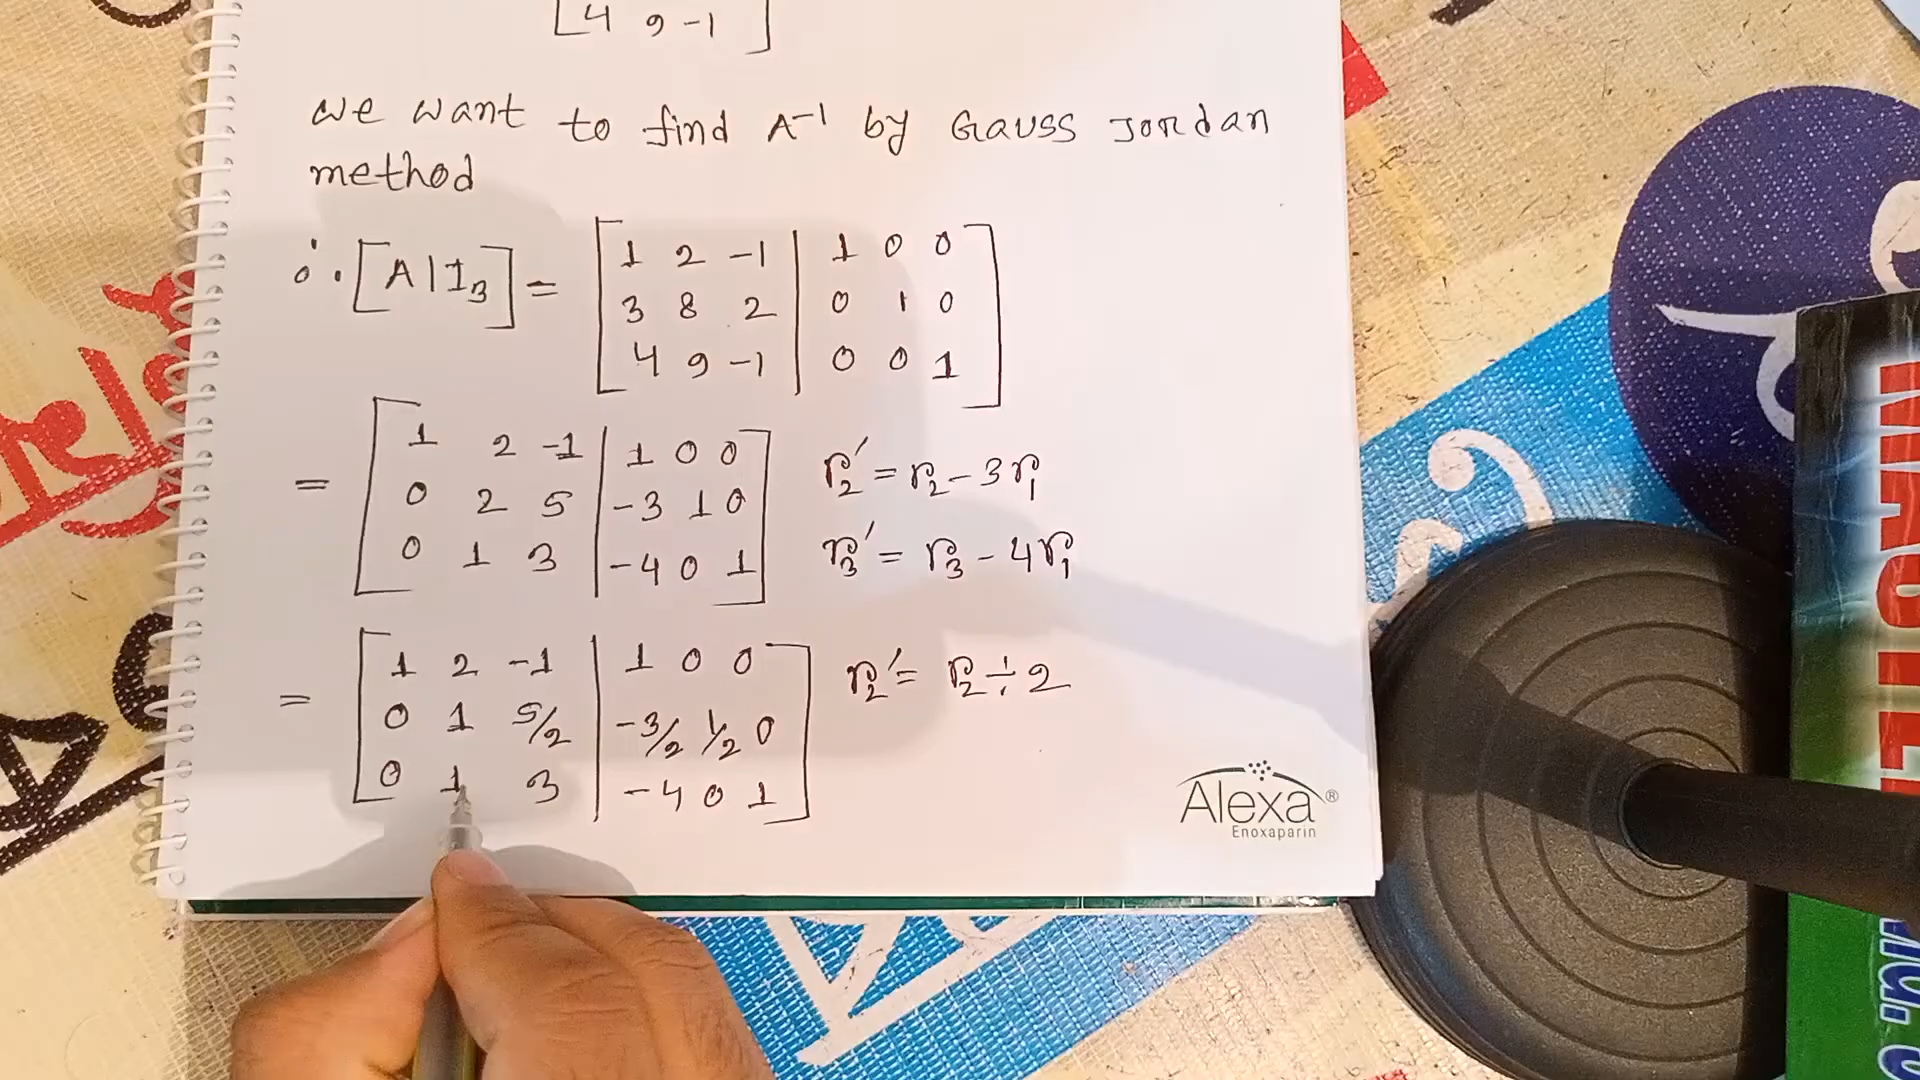 [4 9 -1]
we want to find A⁻¹ by Gauss Jordan
method
∴ [A|I₃] = [1 2 -1 | 1 0 0
3 8 2 | 0 1 0
4 9 -1 | 0 0 1]
= [1 2 -1 | 1 0 0
0 2 5 | -3 1 0
0 1 3 | -4 0 1]
r₂′ = r₂ - 3r₁
r₃′ = r₃ - 4r₁
= [1 2 -1 | 1 0 0
0 1 5/2 | -3/2 1/2 0
0 1 3 | -4 0 1]
r₂′ = r₂ ÷ 2
Alexa®
Enoxaparin